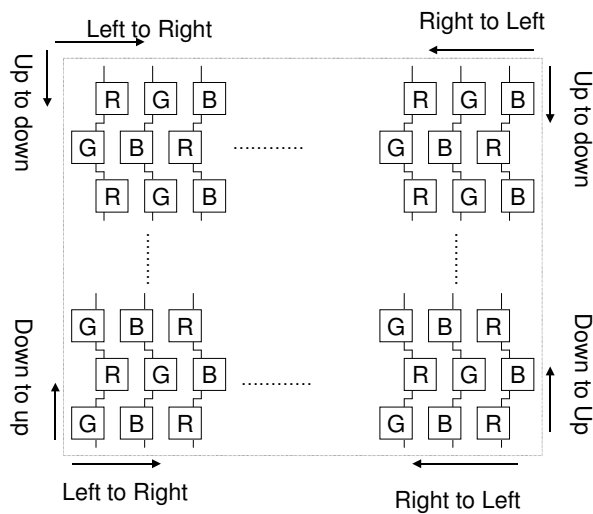 Left to Right
Right to Left
Up to down
Up to down
R G B
R G B
G B R
............
G B R
R G B
R G B
G B R
G B R
R G B
............
R G B
G B R
G B R
Down to up
Down to Up
Left to Right
Right to Left